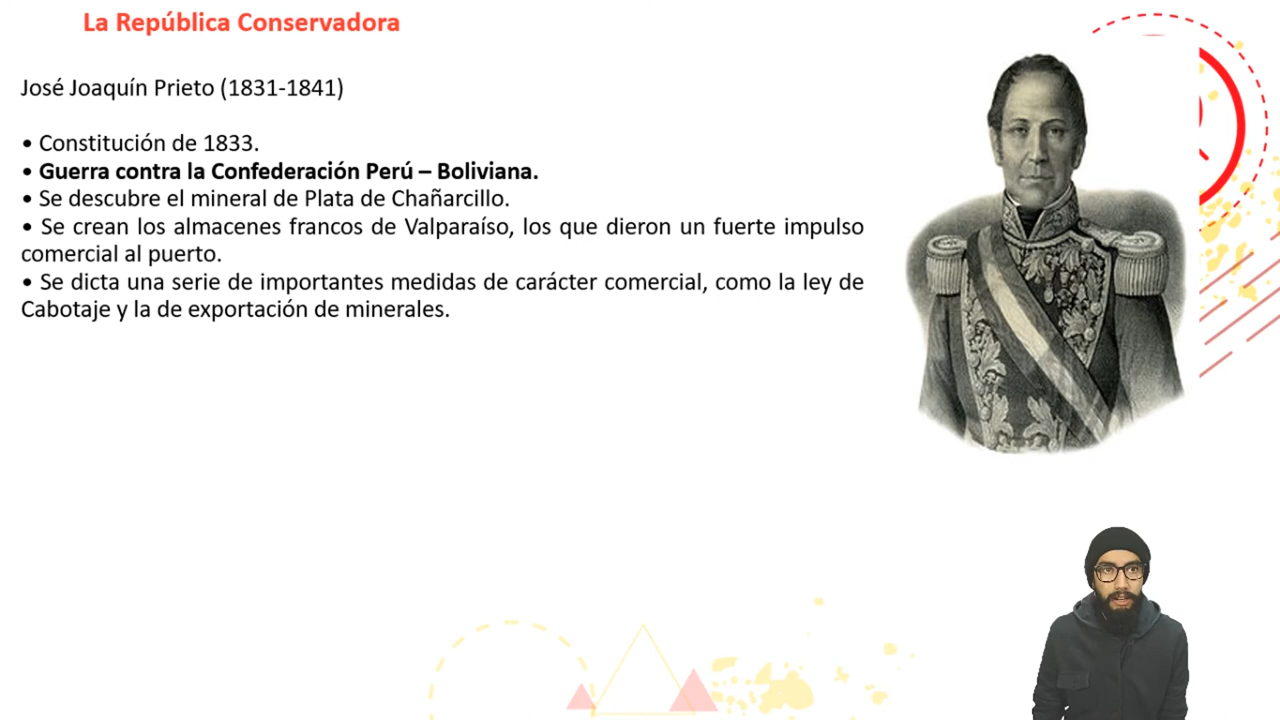 La República Conservadora
José Joaquín Prieto (1831-1841)
• Constitución de 1833.
• Guerra contra la Confederación Perú – Boliviana.
• Se descubre el mineral de Plata de Chañarcillo.
• Se crean los almacenes francos de Valparaíso, los que dieron un fuerte impulso
comercial al puerto.
• Se dicta una serie de importantes medidas de carácter comercial, como la ley de
Cabotaje y la de exportación de minerales.